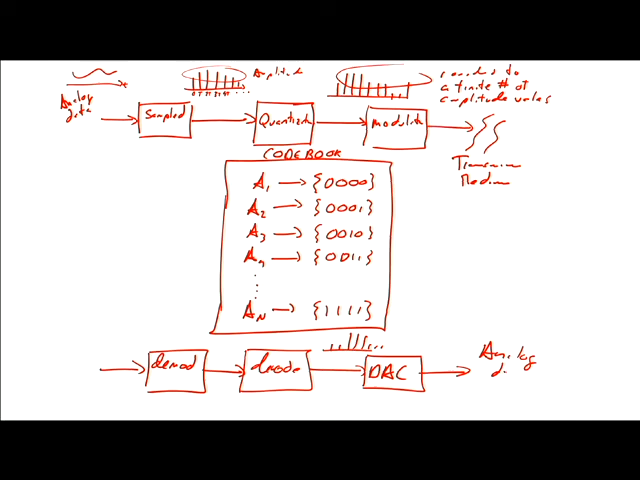 Amplitude
rounded to
a finite # of
amplitude values
Analog
data
Sampled
Quantizer
modulate
CODEBOOK
Transmission
Medium
A1 → {0000}
A2 → {0001}
A3 → {0010}
A4 → {0011}
AN → {1111}
demod
decode
DAC
Analog